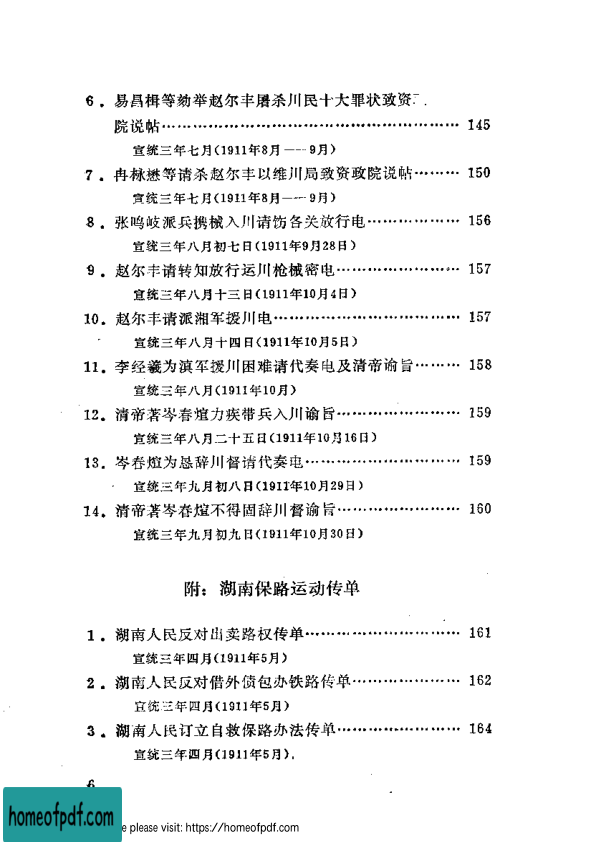 6．易昌楫等劾举赵尔丰屠杀川民十大罪状致资
院说帖…………………………………………… 145
宣统三年七月(1911年8月——9月)
7．冉棶懋等请杀赵尔丰以维川局致资政院说帖……… 150
宣统三年七月(1911年8月——9月)
8．张鸣岐派兵携械入川请饬各关放行电……………… 156
宣统三年八月初七日(1911年9月28日)
9．赵尔丰请转知放行运川枪械密电…………………… 157
宣统三年八月十三日(1911年10月4日)
10．赵尔丰请派湘军援川电……………………………… 157
宣统三年八月十四日(1911年10月5日)
11．李经羲为滇军援川困难请代奏电及清帝谕旨……… 158
宣统三年八月(1911年10月)
12．清帝著岑春煊力疾带兵入川谕旨…………………… 159
宣统三年八月二十五日(1911年10月16日)
13．岑春煊为恳辞川督请代奏电………………………… 159
宣统三年九月初八日(1911年10月29日)
14．清帝著岑春煊不得固辞川督谕旨…………………… 160
宣统三年九月初九日(1911年10月30日)
附：湖南保路运动传单
1．湖南人民反对出卖路权传单………………………… 161
宣统三年四月(1911年5月)
2．湖南人民反对借外债包办铁路传单………………… 162
宣统三年四月(1911年5月)
3．湖南人民订立自救保路办法传单…………………… 164
宣统三年四月(1911年5月)
6
homeofpdf.com
e please visit: https://homeofpdf.com